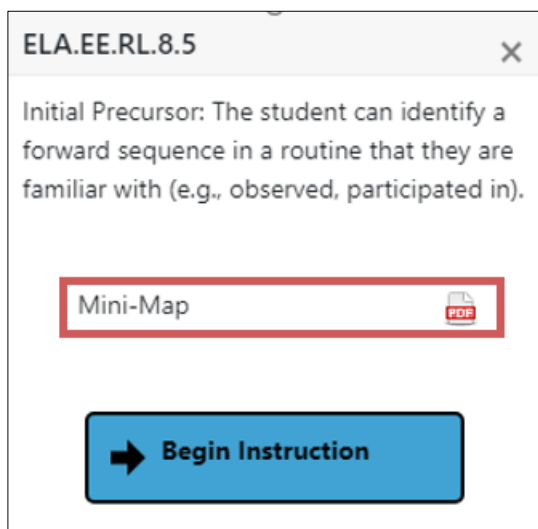 ELA.EE.RL.8.5
Initial Precursor: The student can identify a
forward sequence in a routine that they are
familiar with (e.g., observed, participated in).
Mini-Map
PDF
Begin Instruction